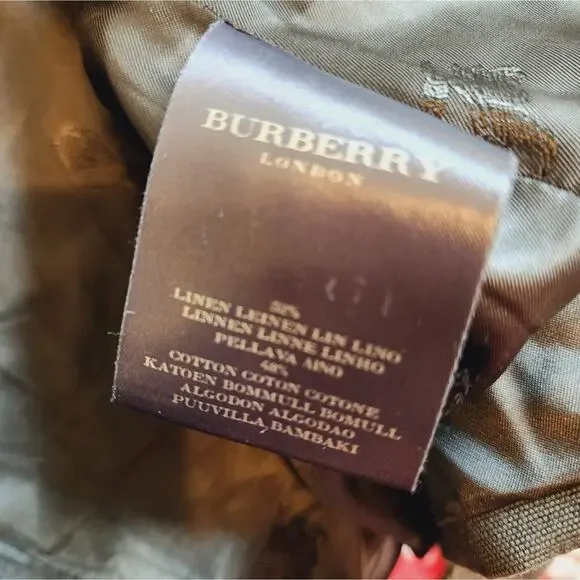 BURBERRY
LONDON
LINEN LEINEN LIN LINO
LINNEN LINNE LINHO
PELLAVA AINO
48%
COTTON COTON COTONE
KATOEN BOMMULL BOMULL
ALGODON ALGODAO
PUUVILLA BAMBAKI